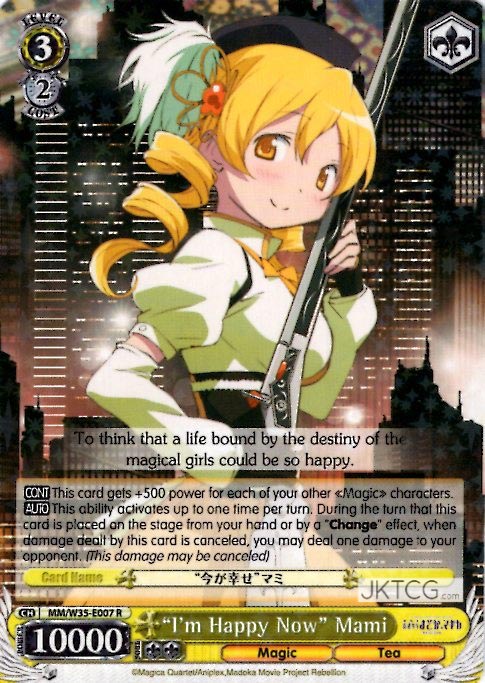 LEVEL
3
2
COST
To think that a life bound by the destiny of the
magical girls could be so happy.
CONT This card gets +500 power for each of your other «Magic» characters.
AUTO This ability activates up to one time per turn. During the turn that this
card is placed on the stage from your hand or by a "Change" effect, when
damage dealt by this card is canceled, you may deal one damage to your
opponent. (This damage may be canceled)
Card Name
“今が幸せ”マミ
JKTCG.com
CH MM/W35-E007 R
POWER 10000 SOUL
“I'm Happy Now” Mami
Magic Tea
©Magica Quartet/Aniplex,Madoka Movie Project Rebellion